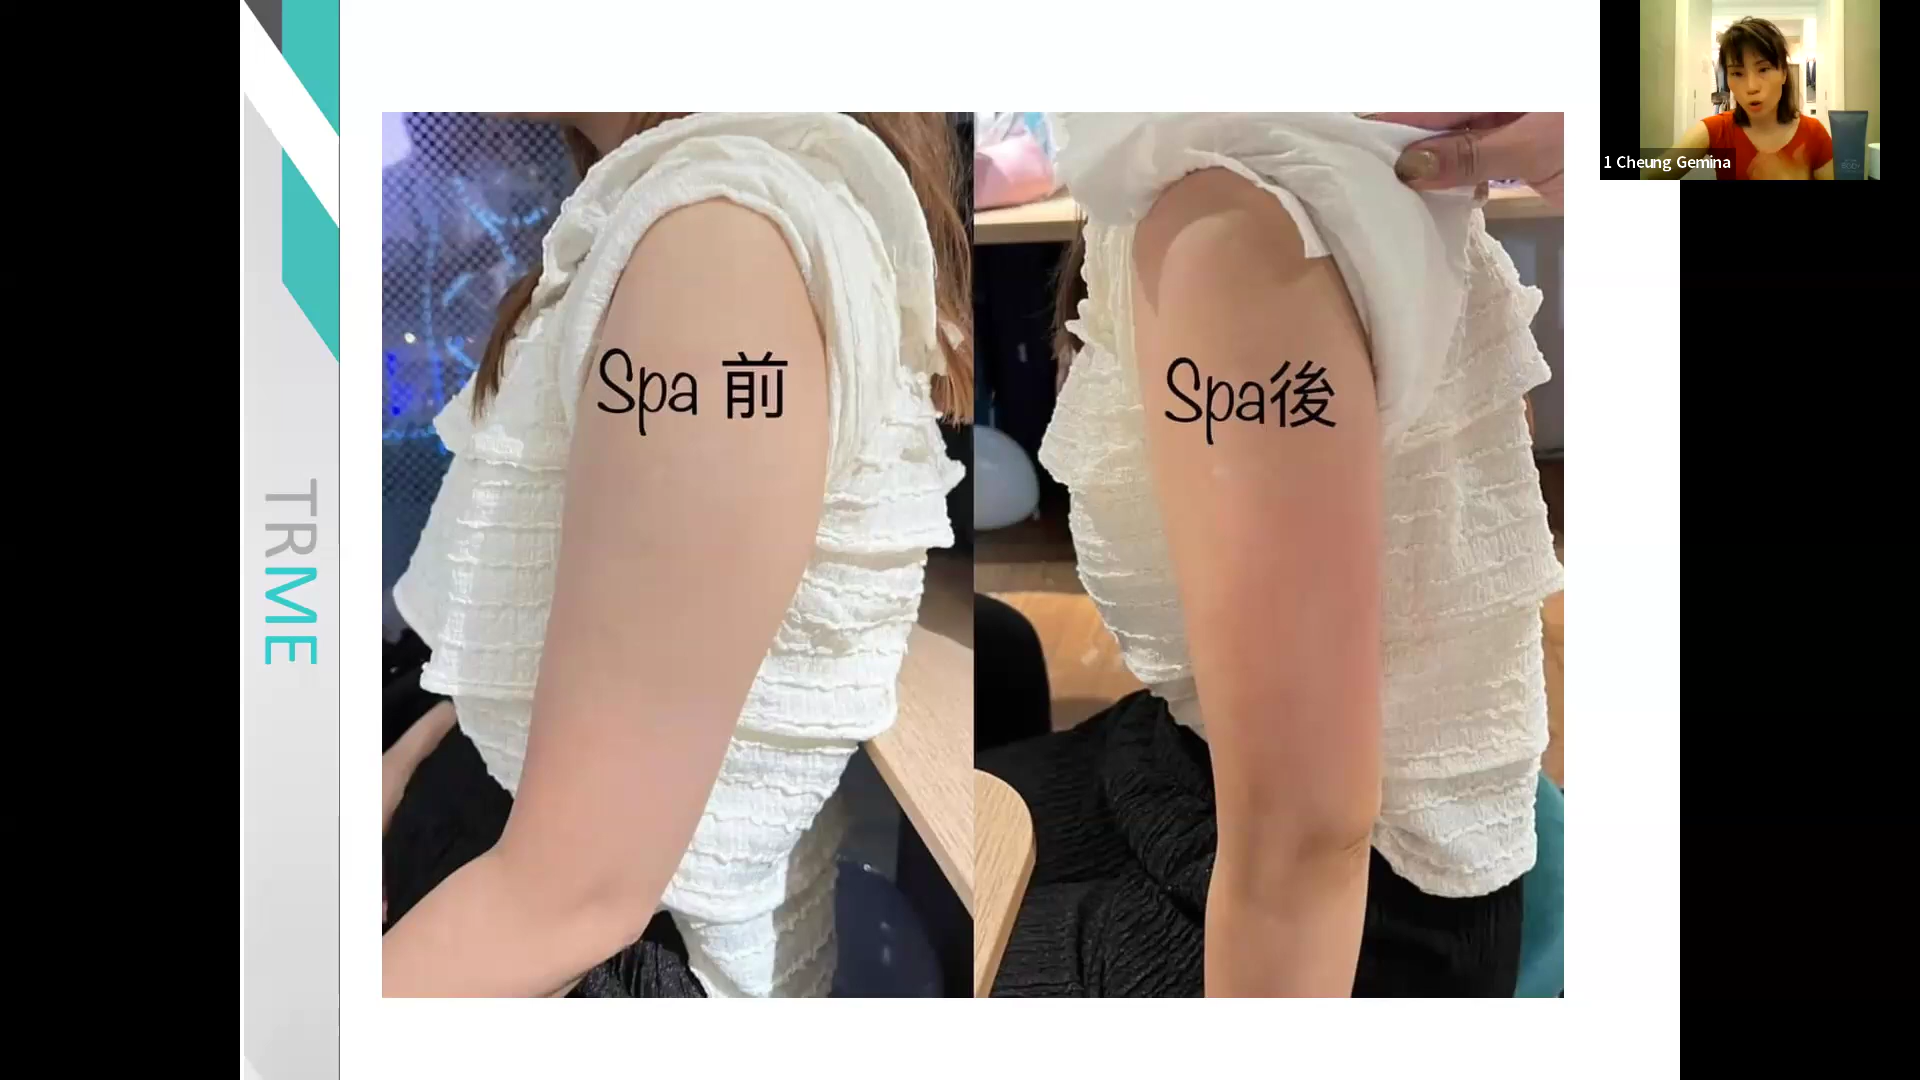 TRME
Spa 前
Spa後
1 Cheung Gemina